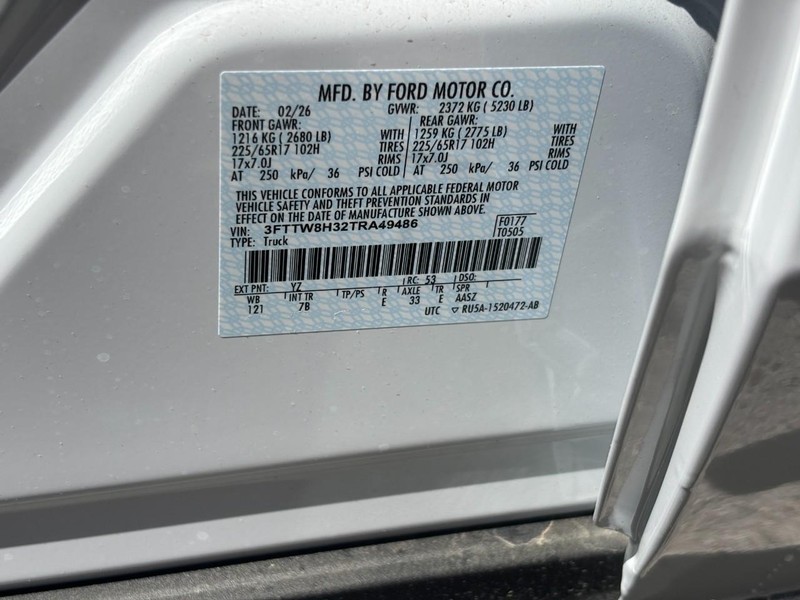 MFD. BY FORD MOTOR CO.
DATE: 02/26 GVWR: 2372 KG ( 5230 LB)
FRONT GAWR: REAR GAWR:
1216 KG ( 2680 LB) WITH 1259 KG ( 2775 LB) WITH
225/65R17 102H TIRES 225/65R17 102H TIRES
17x7.0J RIMS 17x7.0J RIMS
AT 250 kPa/ 36 PSI COLD AT 250 kPa/ 36 PSI COLD
THIS VEHICLE CONFORMS TO ALL APPLICABLE FEDERAL MOTOR
VEHICLE SAFETY AND THEFT PREVENTION STANDARDS IN
EFFECT ON THE DATE OF MANUFACTURE SHOWN ABOVE.
VIN: 3FTTW8H32TRA49486 F0177
TYPE: Truck T0505
EXT PNT: YZ RC: 53 DSO:
WB INT TR TP/PS R AXLE TR SPR
121 7B E 33 E AASZ
UTC ▽ RU5A-1520472-AB